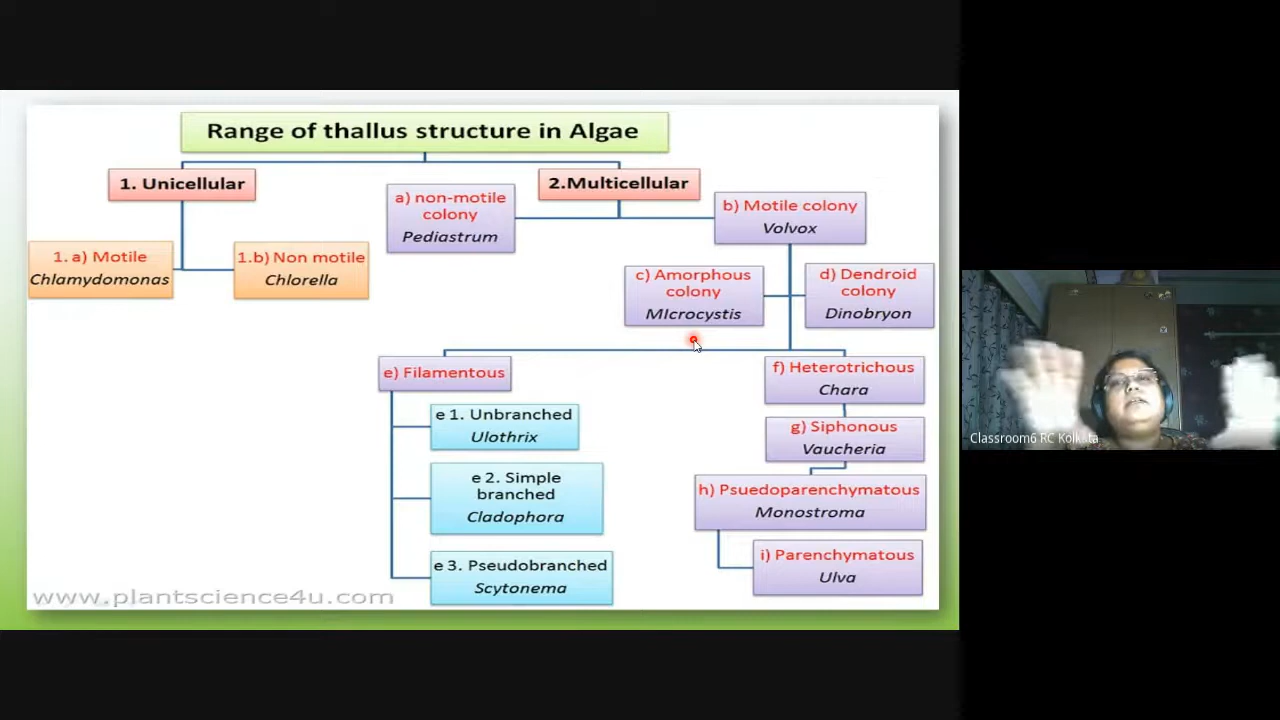 Range of thallus structure in Algae
1. Unicellular
2.Multicellular
1. a) Motile
Chlamydomonas
1.b) Non motile
Chlorella
a) non-motile
colony
Pediastrum
b) Motile colony
Volvox
c) Amorphous
colony
MIcrocystis
d) Dendroid
colony
Dinobryon
e) Filamentous
e 1. Unbranched
Ulothrix
e 2. Simple
branched
Cladophora
e 3. Pseudobranched
Scytonema
f) Heterotrichous
Chara
g) Siphonous
Vaucheria
h) Psuedoparenchymatous
Monostroma
i) Parenchymatous
Ulva
www.plantscience4u.com
Classroom6 RC Kolkata